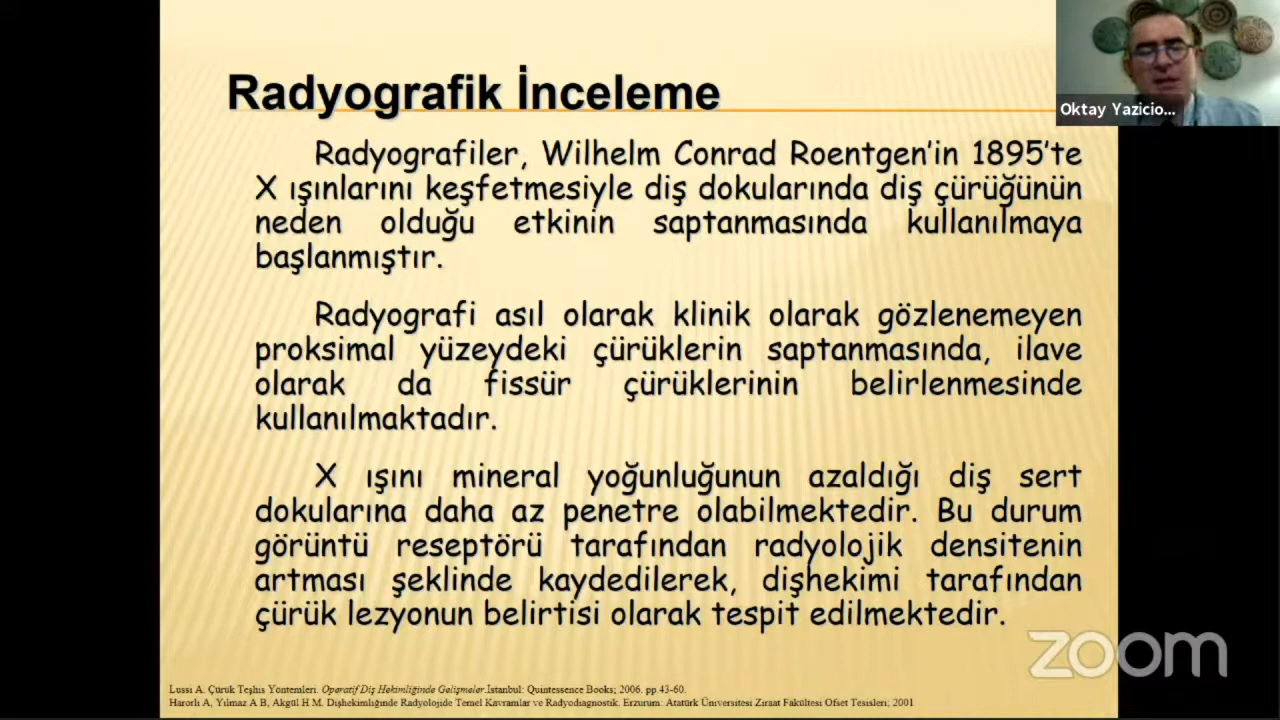 Radyografik İnceleme
Oktay Yazicio...
Radyografiler, Wilhelm Conrad Roentgen'in 1895'te
X ışınlarını keşfetmesiyle diş dokularında diş çürüğünün
neden olduğu etkinin saptanmasında kullanılmaya
başlanmıştır.
Radyografi asıl olarak klinik olarak gözlenemeyen
proksimal yüzeydeki çürüklerin saptanmasında, ilave
olarak da fissür çürüklerinin belirlenmesinde
kullanılmaktadır.
X ışını mineral yoğunluğunun azaldığı diş sert
dokularına daha az penetre olabilmektedir. Bu durum
görüntü reseptörü tarafından radyolojik densitenin
artması şeklinde kaydedilerek, dişhekimi tarafından
çürük lezyonun belirtisi olarak tespit edilmektedir.
zoom
Lussi A. Çürük Teşhis Yöntemleri. Operatif Diş Hekimliğinde Gelişmeler.İstanbul: Quintessence Books; 2006. pp.43-60.
Harorlı A, Yılmaz A B, Akgül H M. Dişhekimliğinde Radyolojide Temel Kavramlar ve Radyodiagnostik. Erzurum: Atatürk Üniversitesi Ziraat Fakültesi Ofset Tesisleri; 2001